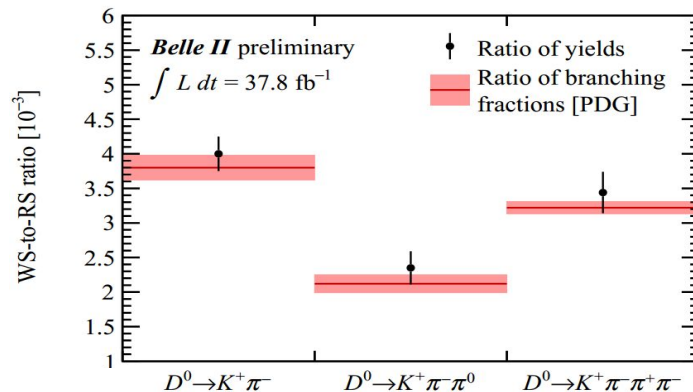 6
5.5
5
4.5
4
3.5
3
2.5
2
1.5
1
WS-to-RS ratio [10⁻³]
Belle II preliminary
∫ L dt = 37.8 fb⁻¹
Ratio of yields
Ratio of branching
fractions [PDG]
D⁰→K⁺π⁻
D⁰→K⁺π⁻π⁰
D⁰→K⁺π⁻π⁺π⁻